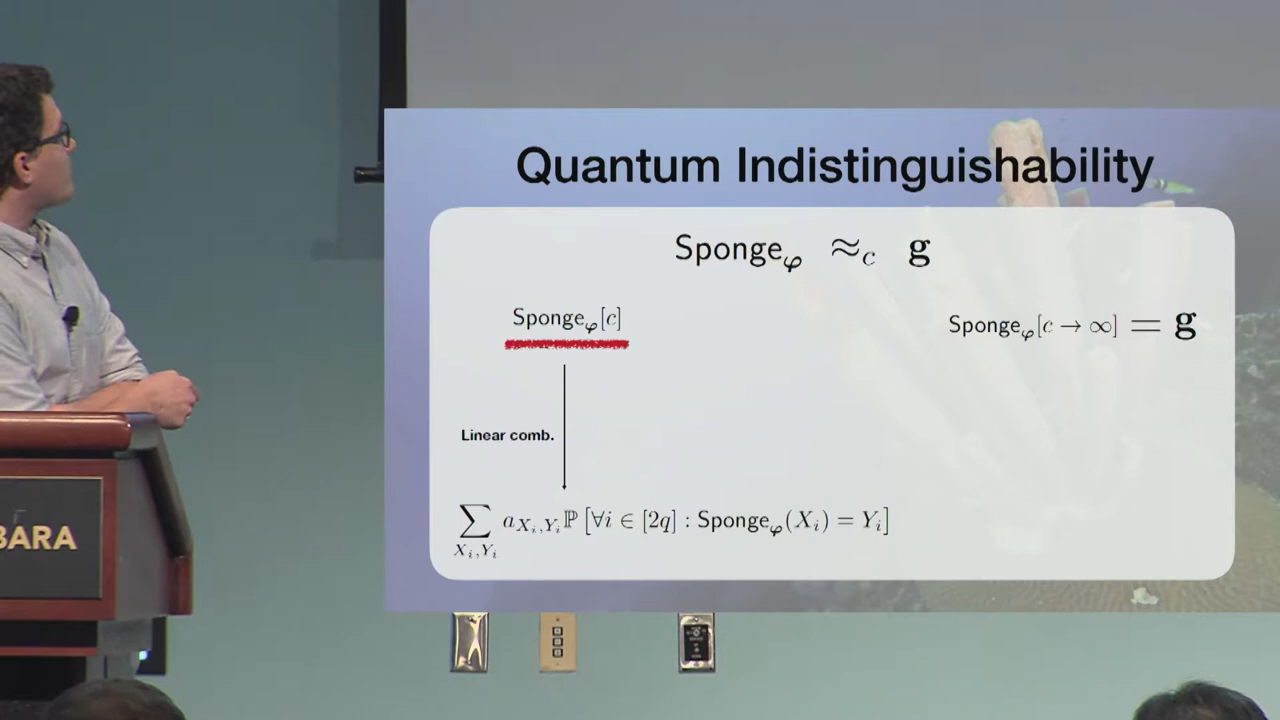 Quantum Indistinguishability
Sponge_φ ≈_c g
Sponge_φ[c]
Sponge_φ[c → ∞] = g
Linear comb.
∑_{X_i,Y_i} a_{X_i,Y_i} ℙ [∀i ∈ [2q] : Sponge_φ(X_i) = Y_i]
BARA